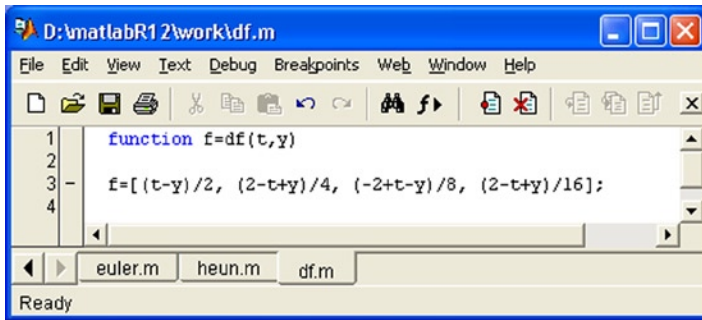 D:\matlabR12\work\df.m
File Edit View Text Debug Breakpoints Web Window Help
1 function f=df(t,y)
2
3 - f=[(t-y)/2, (2-t+y)/4, (-2+t-y)/8, (2-t+y)/16];
4
euler.m heun.m df.m
Ready